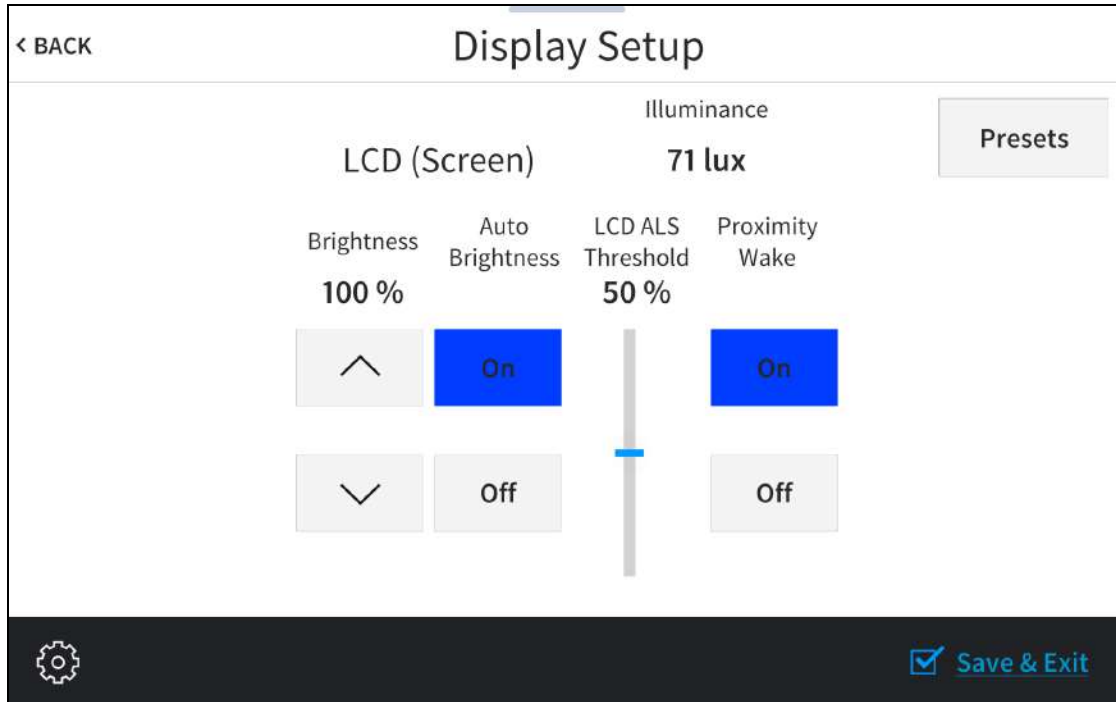 < BACK
Display Setup
Illuminance
LCD (Screen)
71 lux
Presets
Brightness
100 %
Auto
Brightness
LCD ALS
Threshold
50 %
Proximity
Wake
On
On
Off
Off
Save & Exit